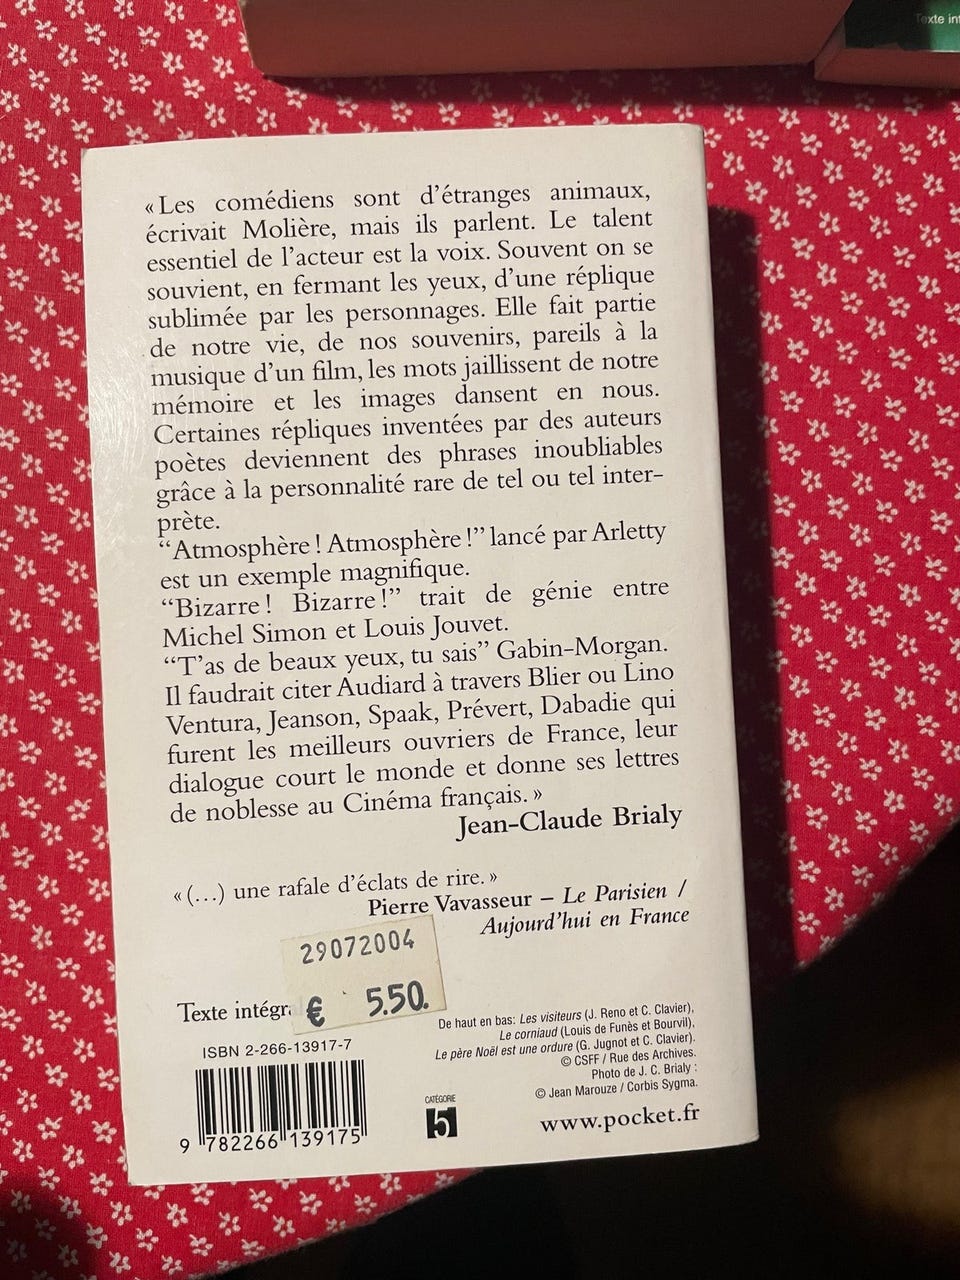 Texte int
« Les comédiens sont d'étranges animaux,
écrivait Molière, mais ils parlent. Le talent
essentiel de l'acteur est la voix. Souvent on se
souvient, en fermant les yeux, d'une réplique
sublimée par les personnages. Elle fait partie
de notre vie, de nos souvenirs, pareils à la
musique d'un film, les mots jaillissent de notre
mémoire et les images dansent en nous.
Certaines répliques inventées par des auteurs
poètes deviennent des phrases inoubliables
grâce à la personnalité rare de tel ou tel inter-
prète.
“Atmosphère ! Atmosphère !” lancé par Arletty
est un exemple magnifique.
“Bizarre ! Bizarre !” trait de génie entre
Michel Simon et Louis Jouvet.
“T'as de beaux yeux, tu sais” Gabin-Morgan.
Il faudrait citer Audiard à travers Blier ou Lino
Ventura, Jeanson, Spaak, Prévert, Dabadie qui
furent les meilleurs ouvriers de France, leur
dialogue court le monde et donne ses lettres
de noblesse au Cinéma français. »
Jean-Claude Brialy
« (…) une rafale d'éclats de rire. »
Pierre Vavasseur – Le Parisien /
Aujourd'hui en France
29072004
€ 5.50.
Texte intégr
De haut en bas: Les visiteurs (J. Reno et C. Clavier),
Le corniaud (Louis de Funès et Bourvil),
Le père Noël est une ordure (G. Jugnot et C. Clavier).
© CSFF / Rue des Archives.
Photo de J. C. Brialy :
© Jean Marouze / Corbis Sygma.
ISBN 2-266-13917-7
9 782266 139175
CATÉGORIE
5
www.pocket.fr